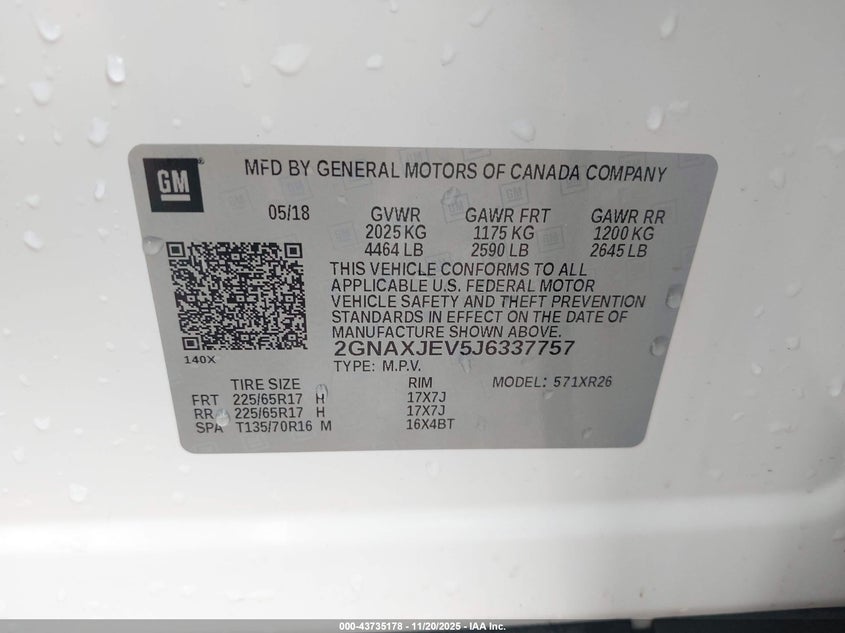 GM ®
MFD BY GENERAL MOTORS OF CANADA COMPANY
05/18 GVWR GAWR FRT GAWR RR
2025 KG 1175 KG 1200 KG
4464 LB 2590 LB 2645 LB
THIS VEHICLE CONFORMS TO ALL
APPLICABLE U.S. FEDERAL MOTOR
VEHICLE SAFETY AND THEFT PREVENTION
STANDARDS IN EFFECT ON THE DATE OF
MANUFACTURE SHOWN ABOVE.
140X
2GNAXJEV5J6337757
TYPE: M.P.V.
TIRE SIZE RIM MODEL: 571XR26
FRT 225/65R17 H 17X7J
RR 225/65R17 H 17X7J
SPA T135/70R16 M 16X4BT
000-43735178 - 11/20/2025 - IAA Inc.